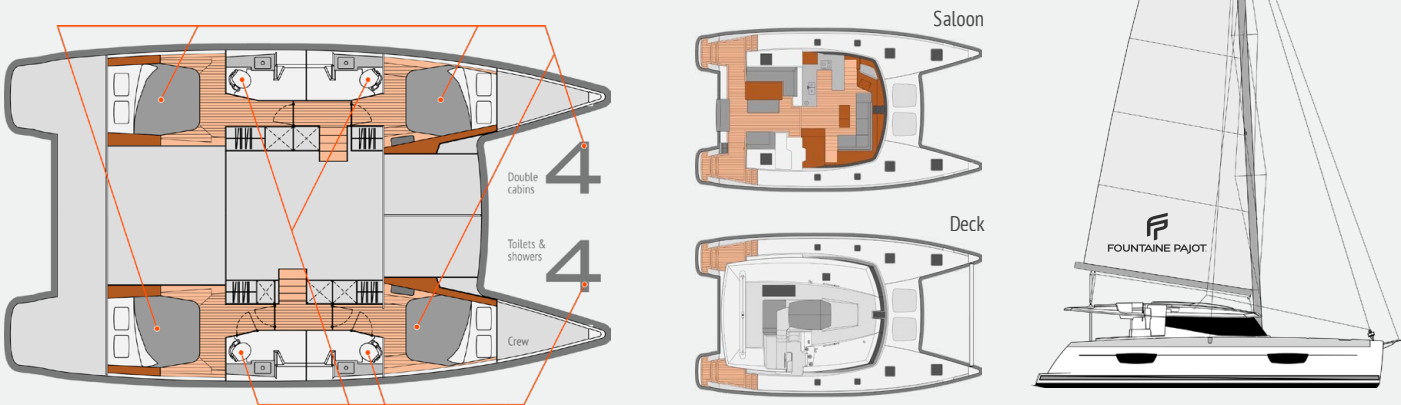 Double
cabins
4
Toilets &
showers
4
Crew
Saloon
Deck
FOUNTAINE PAJOT